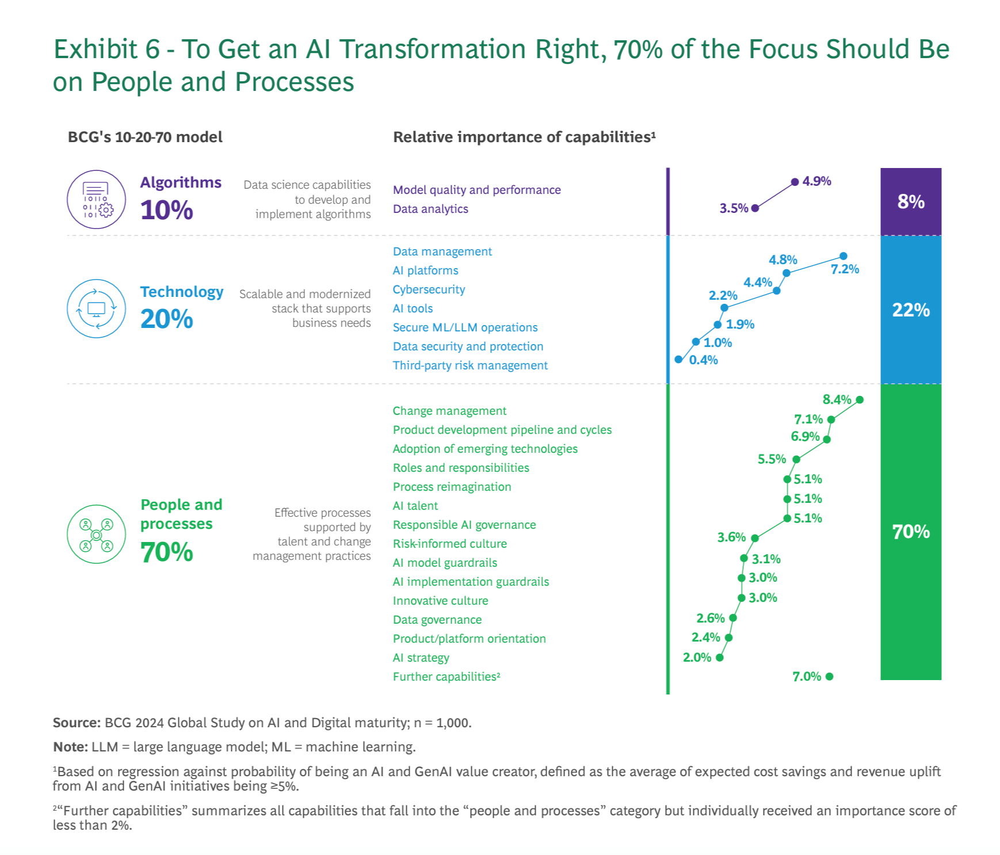 Exhibit 6 - To Get an AI Transformation Right, 70% of the Focus Should Be
on People and Processes
BCG's 10-20-70 model
Relative importance of capabilities¹
10110
011
101
Algorithms
10%
Data science capabilities
to develop and
implement algorithms
Model quality and performance
Data analytics
4.9%
3.5%
8%
Technology
20%
Scalable and modernized
stack that supports
business needs
Data management
AI platforms
Cybersecurity
AI tools
Secure ML/LLM operations
Data security and protection
Third-party risk management
7.2%
4.8%
4.4%
2.2%
1.9%
1.0%
0.4%
22%
People and
processes
70%
Effective processes
supported by
talent and change
management practices
Change management
Product development pipeline and cycles
Adoption of emerging technologies
Roles and responsibilities
Process reimagination
AI talent
Responsible AI governance
Risk-informed culture
AI model guardrails
AI implementation guardrails
Innovative culture
Data governance
Product/platform orientation
AI strategy
Further capabilities²
8.4%
7.1%
6.9%
5.5%
5.1%
5.1%
5.1%
3.6%
3.1%
3.0%
3.0%
2.6%
2.4%
2.0%
7.0%
70%
Source: BCG 2024 Global Study on AI and Digital maturity; n = 1,000.
Note: LLM = large language model; ML = machine learning.
¹Based on regression against probability of being an AI and GenAI value creator, defined as the average of expected cost savings and revenue uplift
from AI and GenAI initiatives being ≥5%.
²“Further capabilities” summarizes all capabilities that fall into the “people and processes” category but individually received an importance score of
less than 2%.